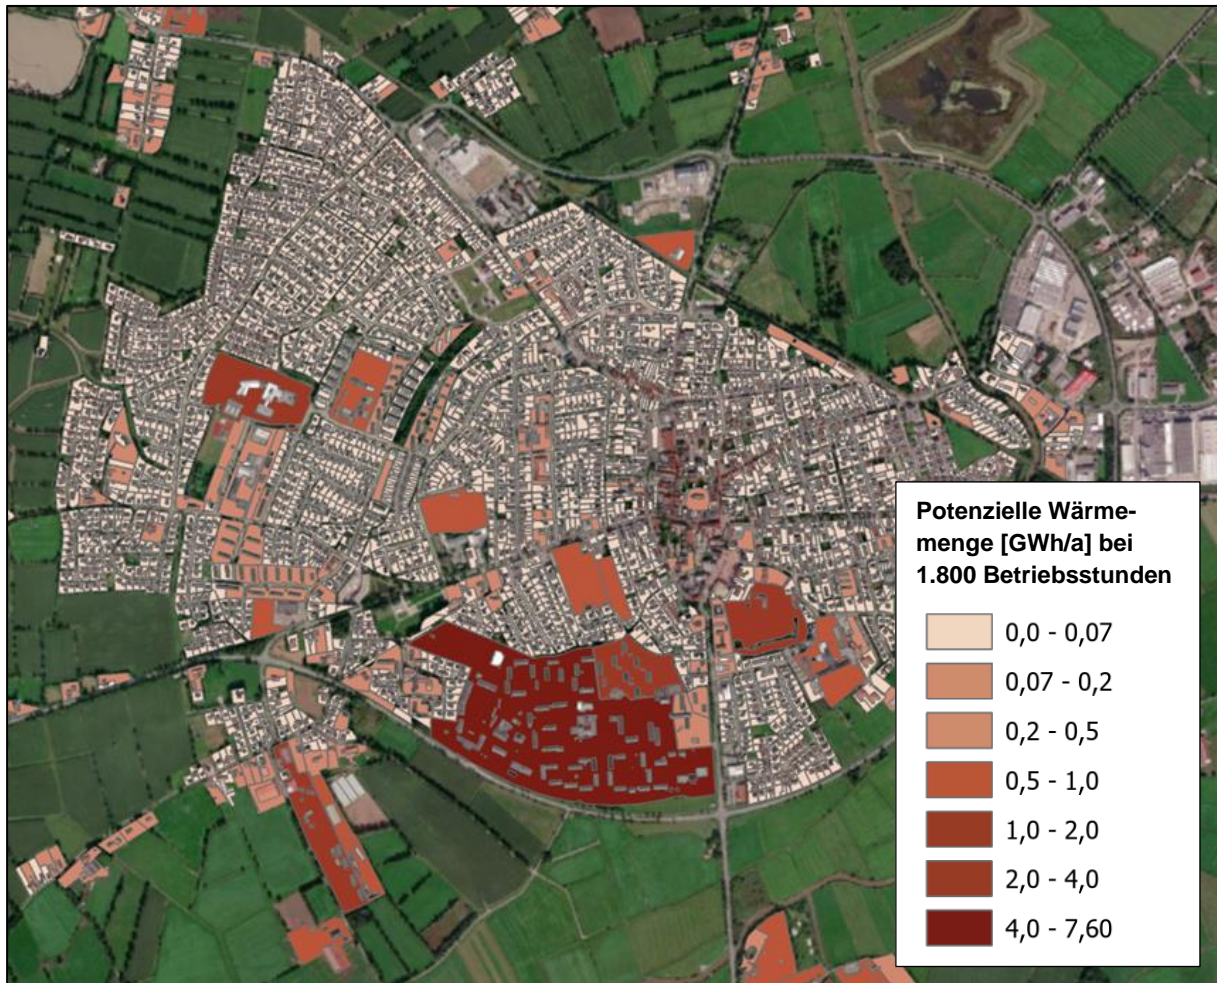 Potenzielle Wärme-
menge [GWh/a] bei
1.800 Betriebsstunden
0,0 - 0,07
0,07 - 0,2
0,2 - 0,5
0,5 - 1,0
1,0 - 2,0
2,0 - 4,0
4,0 - 7,60